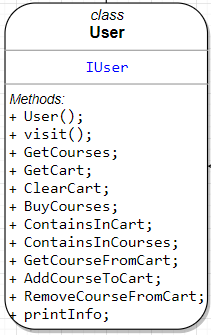 class
User
IUser
Methods:
+ User();
+ visit();
+ GetCourses;
+ GetCart;
+ ClearCart;
+ BuyCourses;
+ ContainsInCart;
+ ContainsInCourses;
+ GetCourseFromCart;
+ AddCourseToCart;
+ RemoveCourseFromCart;
+ printInfo;